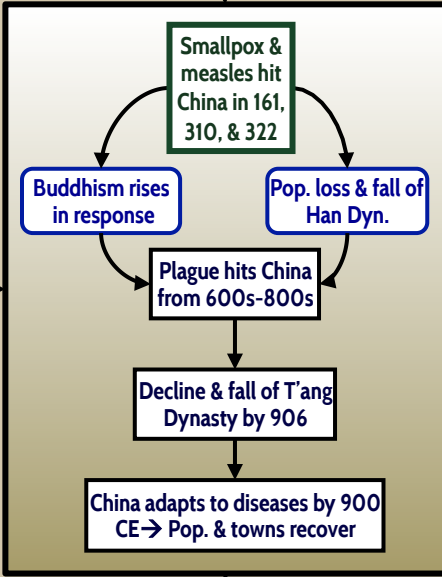 Smallpox &
measles hit
China in 161,
310, & 322
Buddhism rises
in response
Pop. loss & fall of
Han Dyn.
Plague hits China
from 600s-800s
Decline & fall of T'ang
Dynasty by 906
China adapts to diseases by 900
CE→ Pop. & towns recover